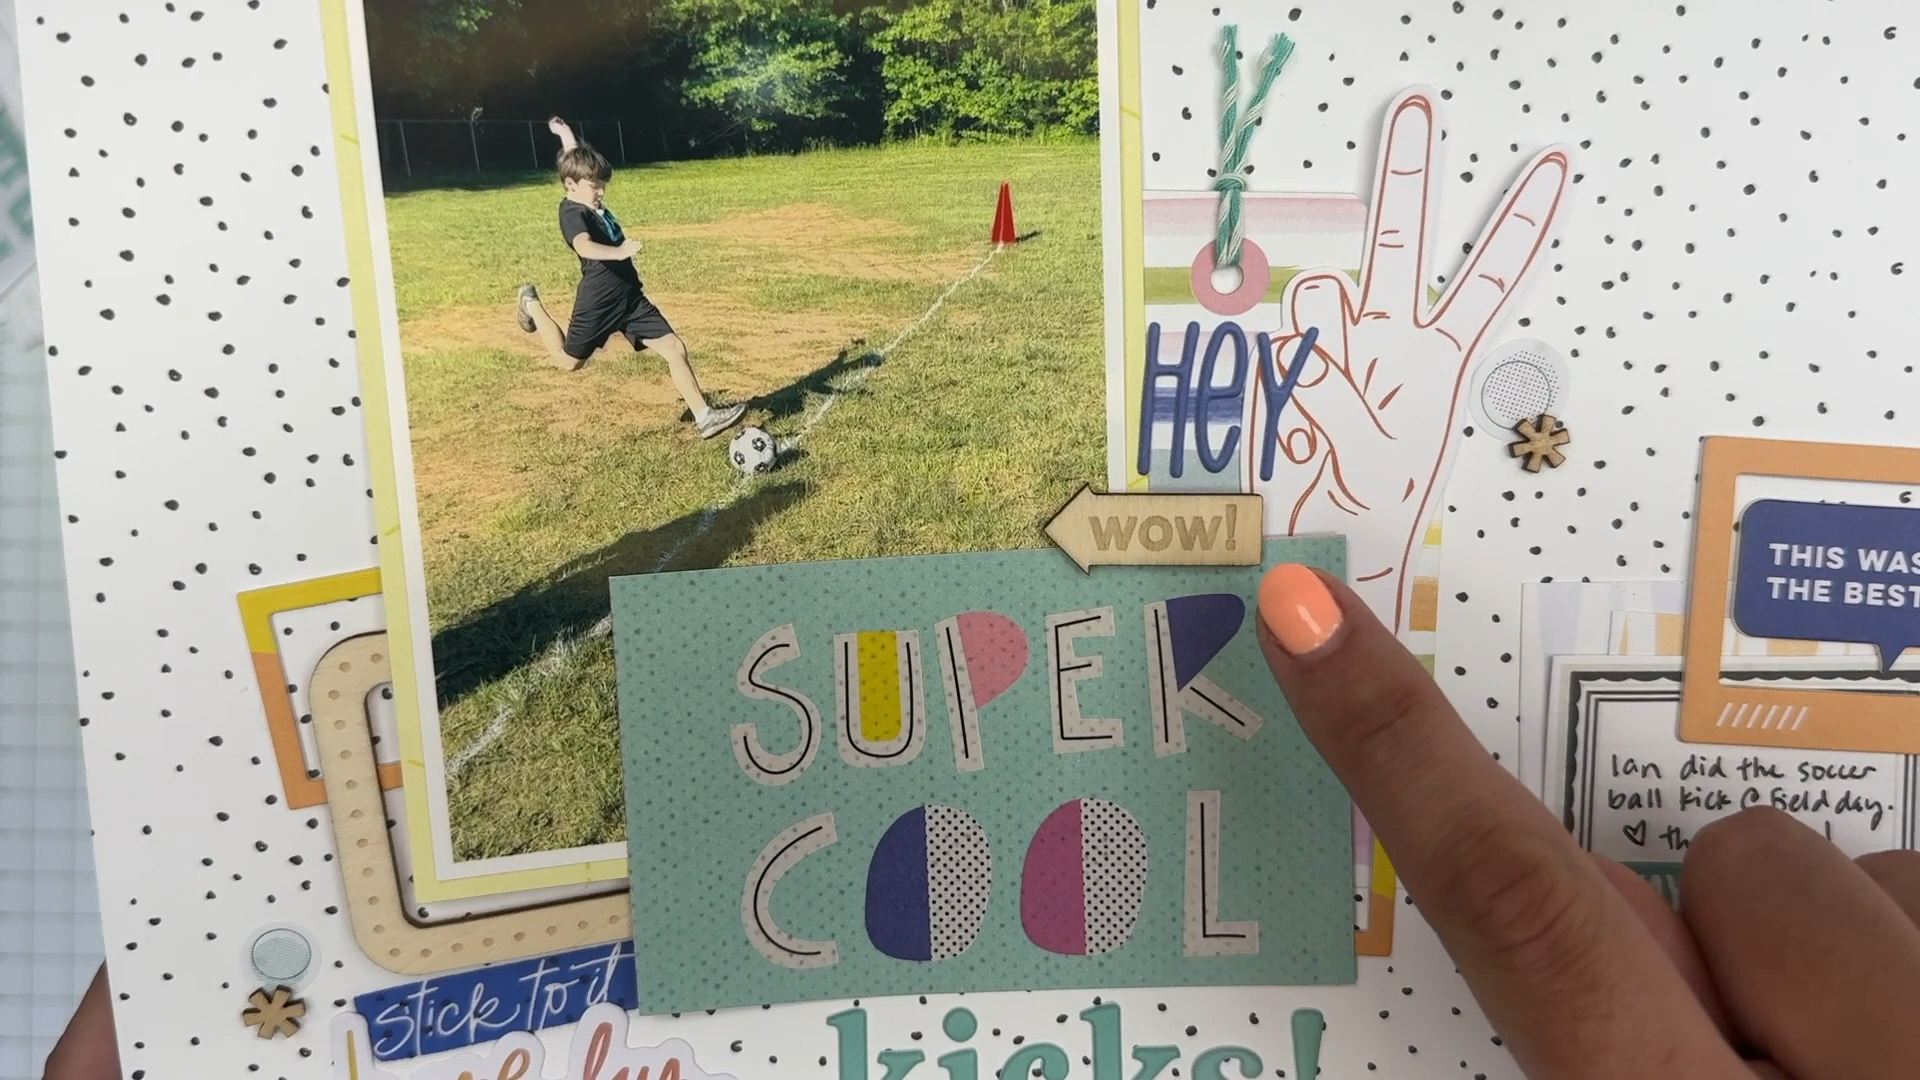 HEY
WOW!
SUPER
COOL
THIS WAS
THE BEST
Ian did the soccer
ball kick @ Field day.
stick to it
kicks!